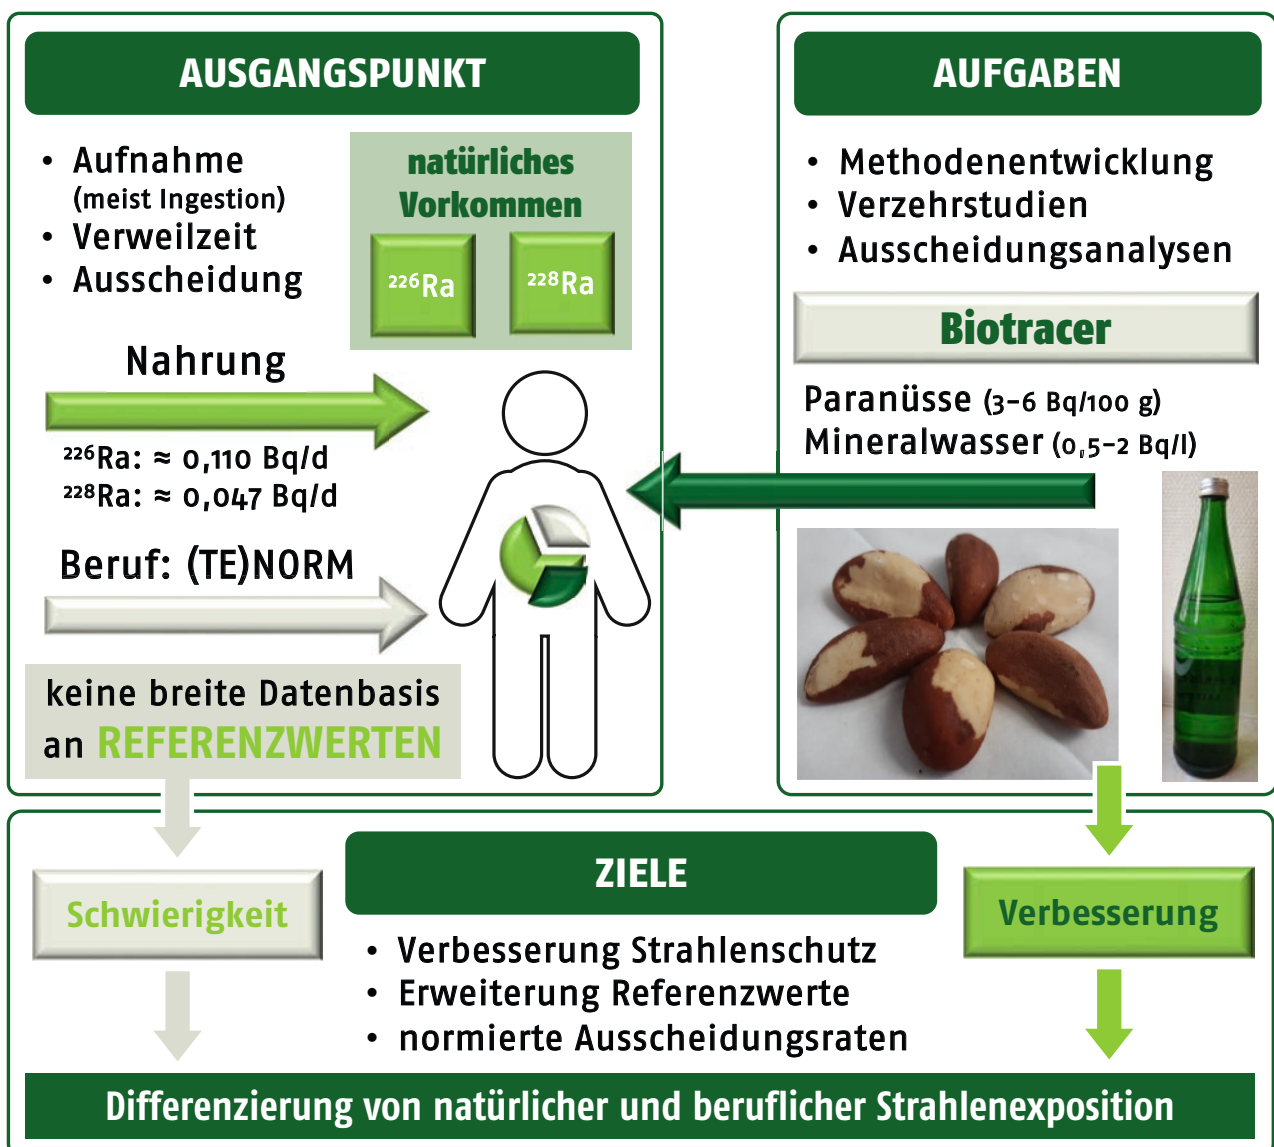 AUSGANGSPUNKT
• Aufnahme
(meist Ingestion)
• Verweilzeit
• Ausscheidung
natürliches
Vorkommen
²²⁶Ra
²²⁸Ra
Nahrung
²²⁶Ra: ≈ 0,110 Bq/d
²²⁸Ra: ≈ 0,047 Bq/d
Beruf: (TE)NORM
keine breite Datenbasis
an REFERENZWERTEN
AUFGABEN
• Methodenentwicklung
• Verzehrstudien
• Ausscheidungsanalysen
Biotracer
Paranüsse (3–6 Bq/100 g)
Mineralwasser (0,5–2 Bq/l)
Schwierigkeit
ZIELE
• Verbesserung Strahlenschutz
• Erweiterung Referenzwerte
• normierte Ausscheidungsraten
Verbesserung
Differenzierung von natürlicher und beruflicher Strahlenexposition